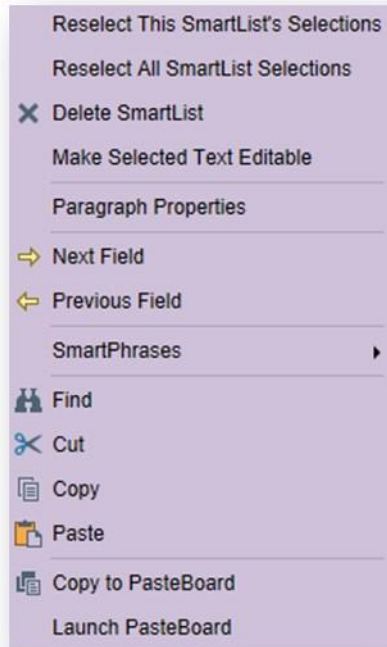 Reselect This SmartList's Selections
Reselect All SmartList Selections
Delete SmartList
Make Selected Text Editable
Paragraph Properties
Next Field
Previous Field
SmartPhrases
Find
Cut
Copy
Paste
Copy to PasteBoard
Launch PasteBoard